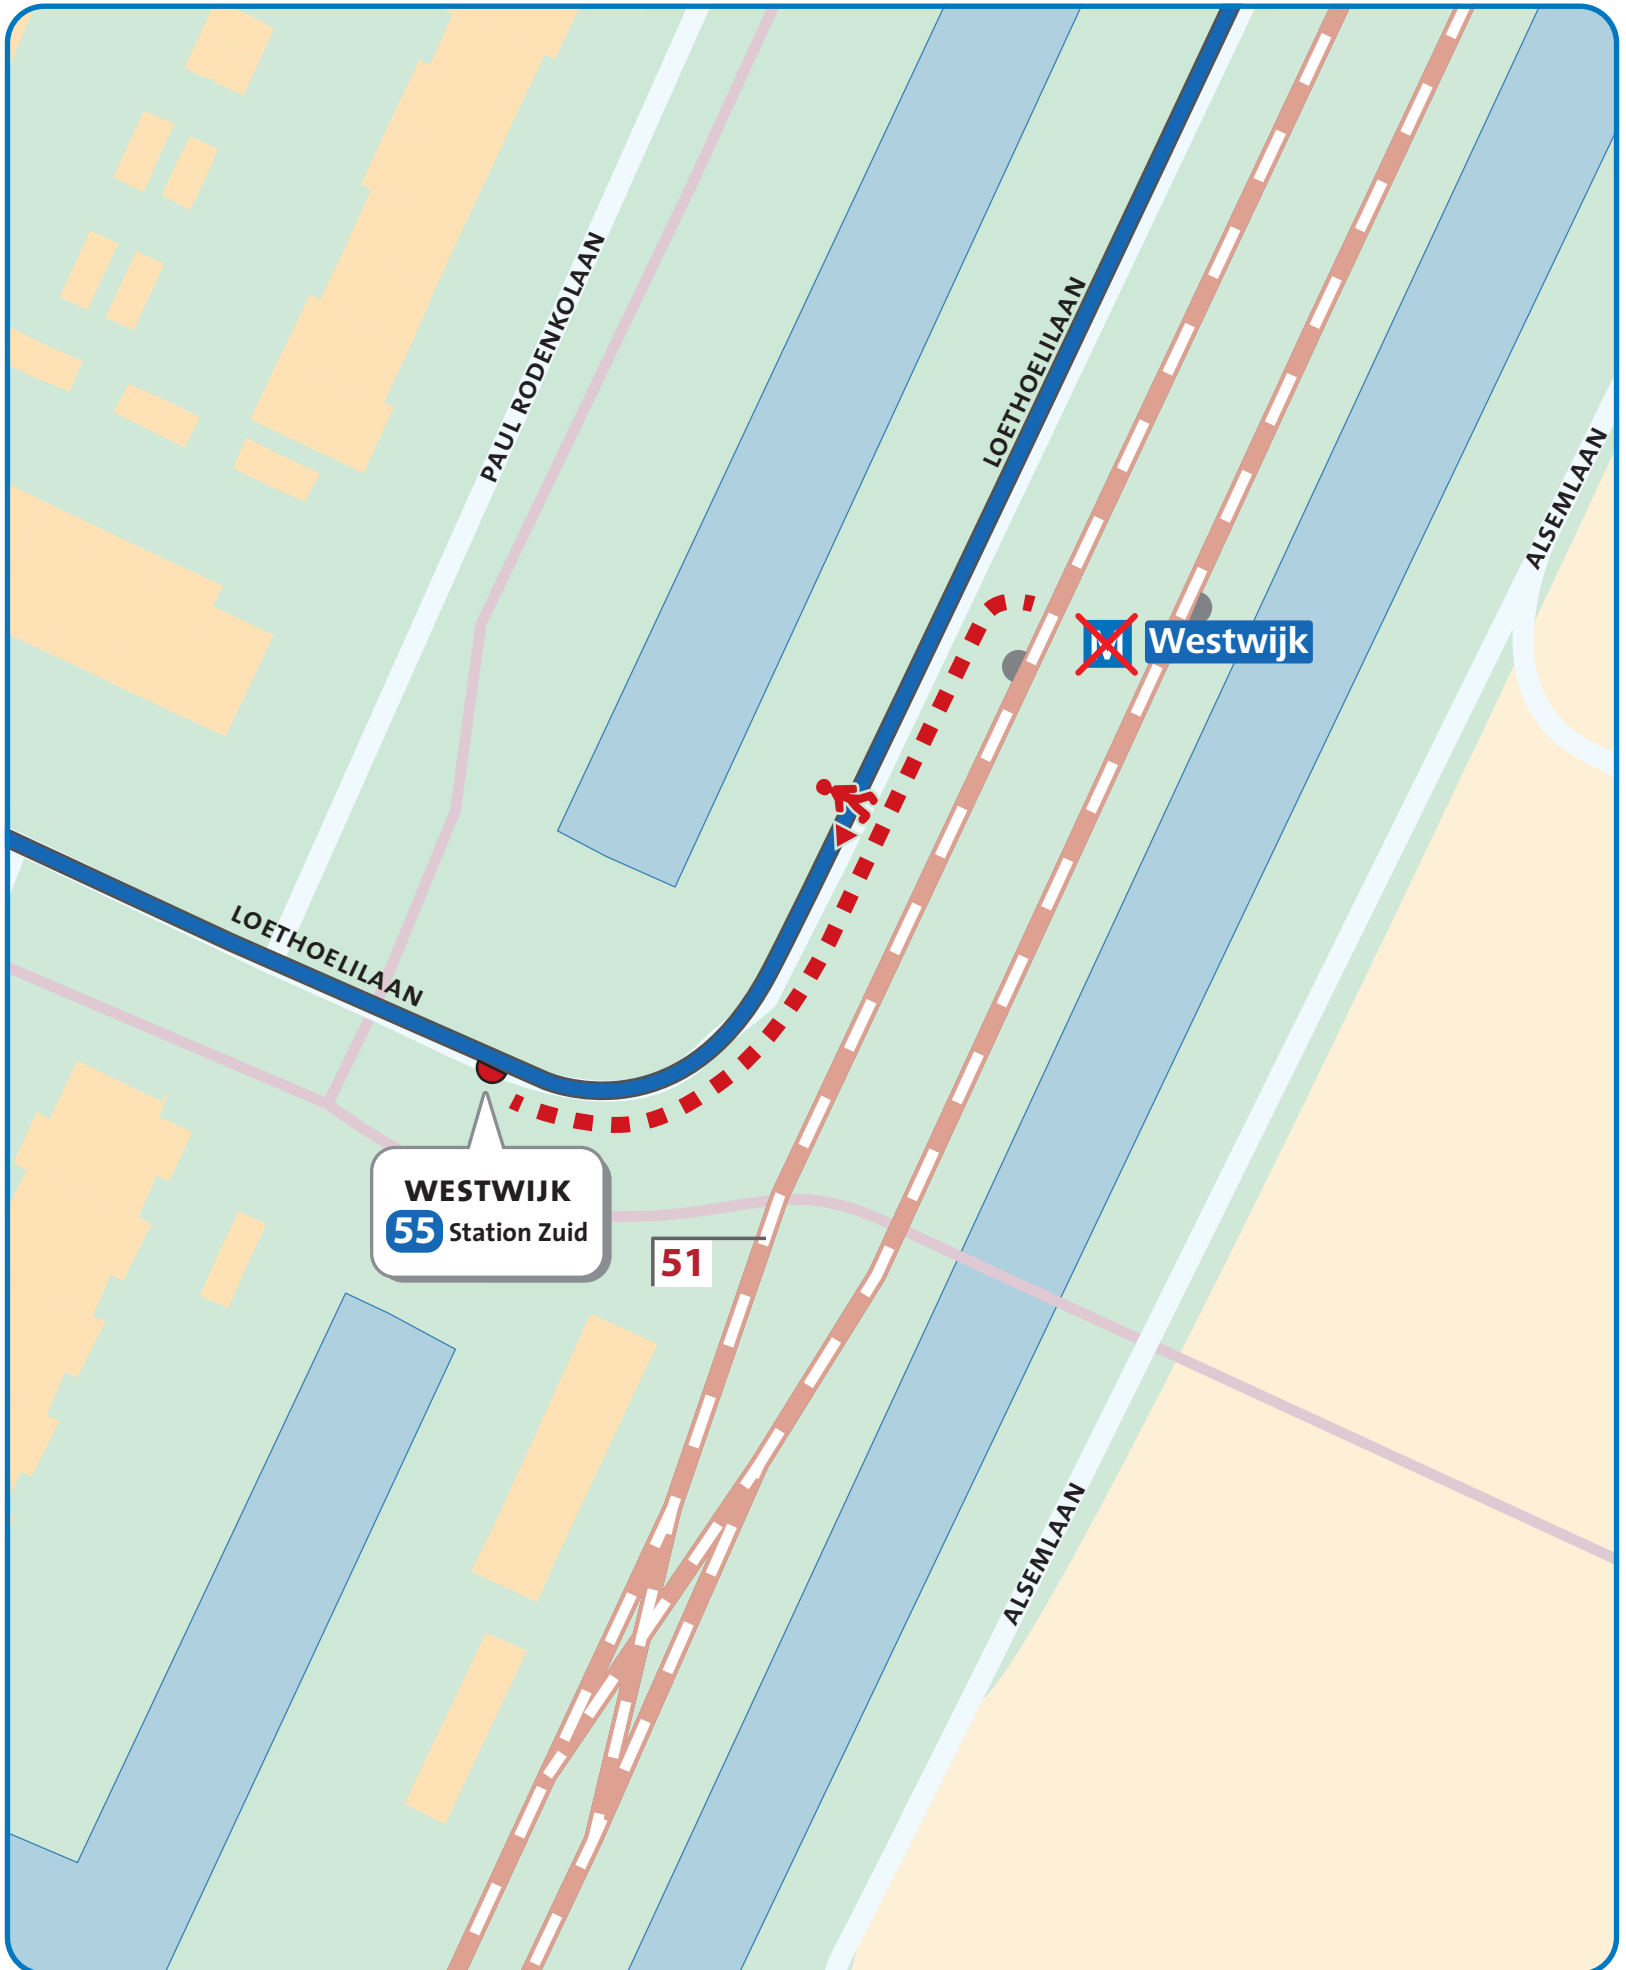 PAUL RODENKOLAAN
LOETHOELILAAN
ALSEMLAAN
M
Westwijk
LOETHOELILAAN
WESTWIJK
55 Station Zuid
51
ALSEMLAAN